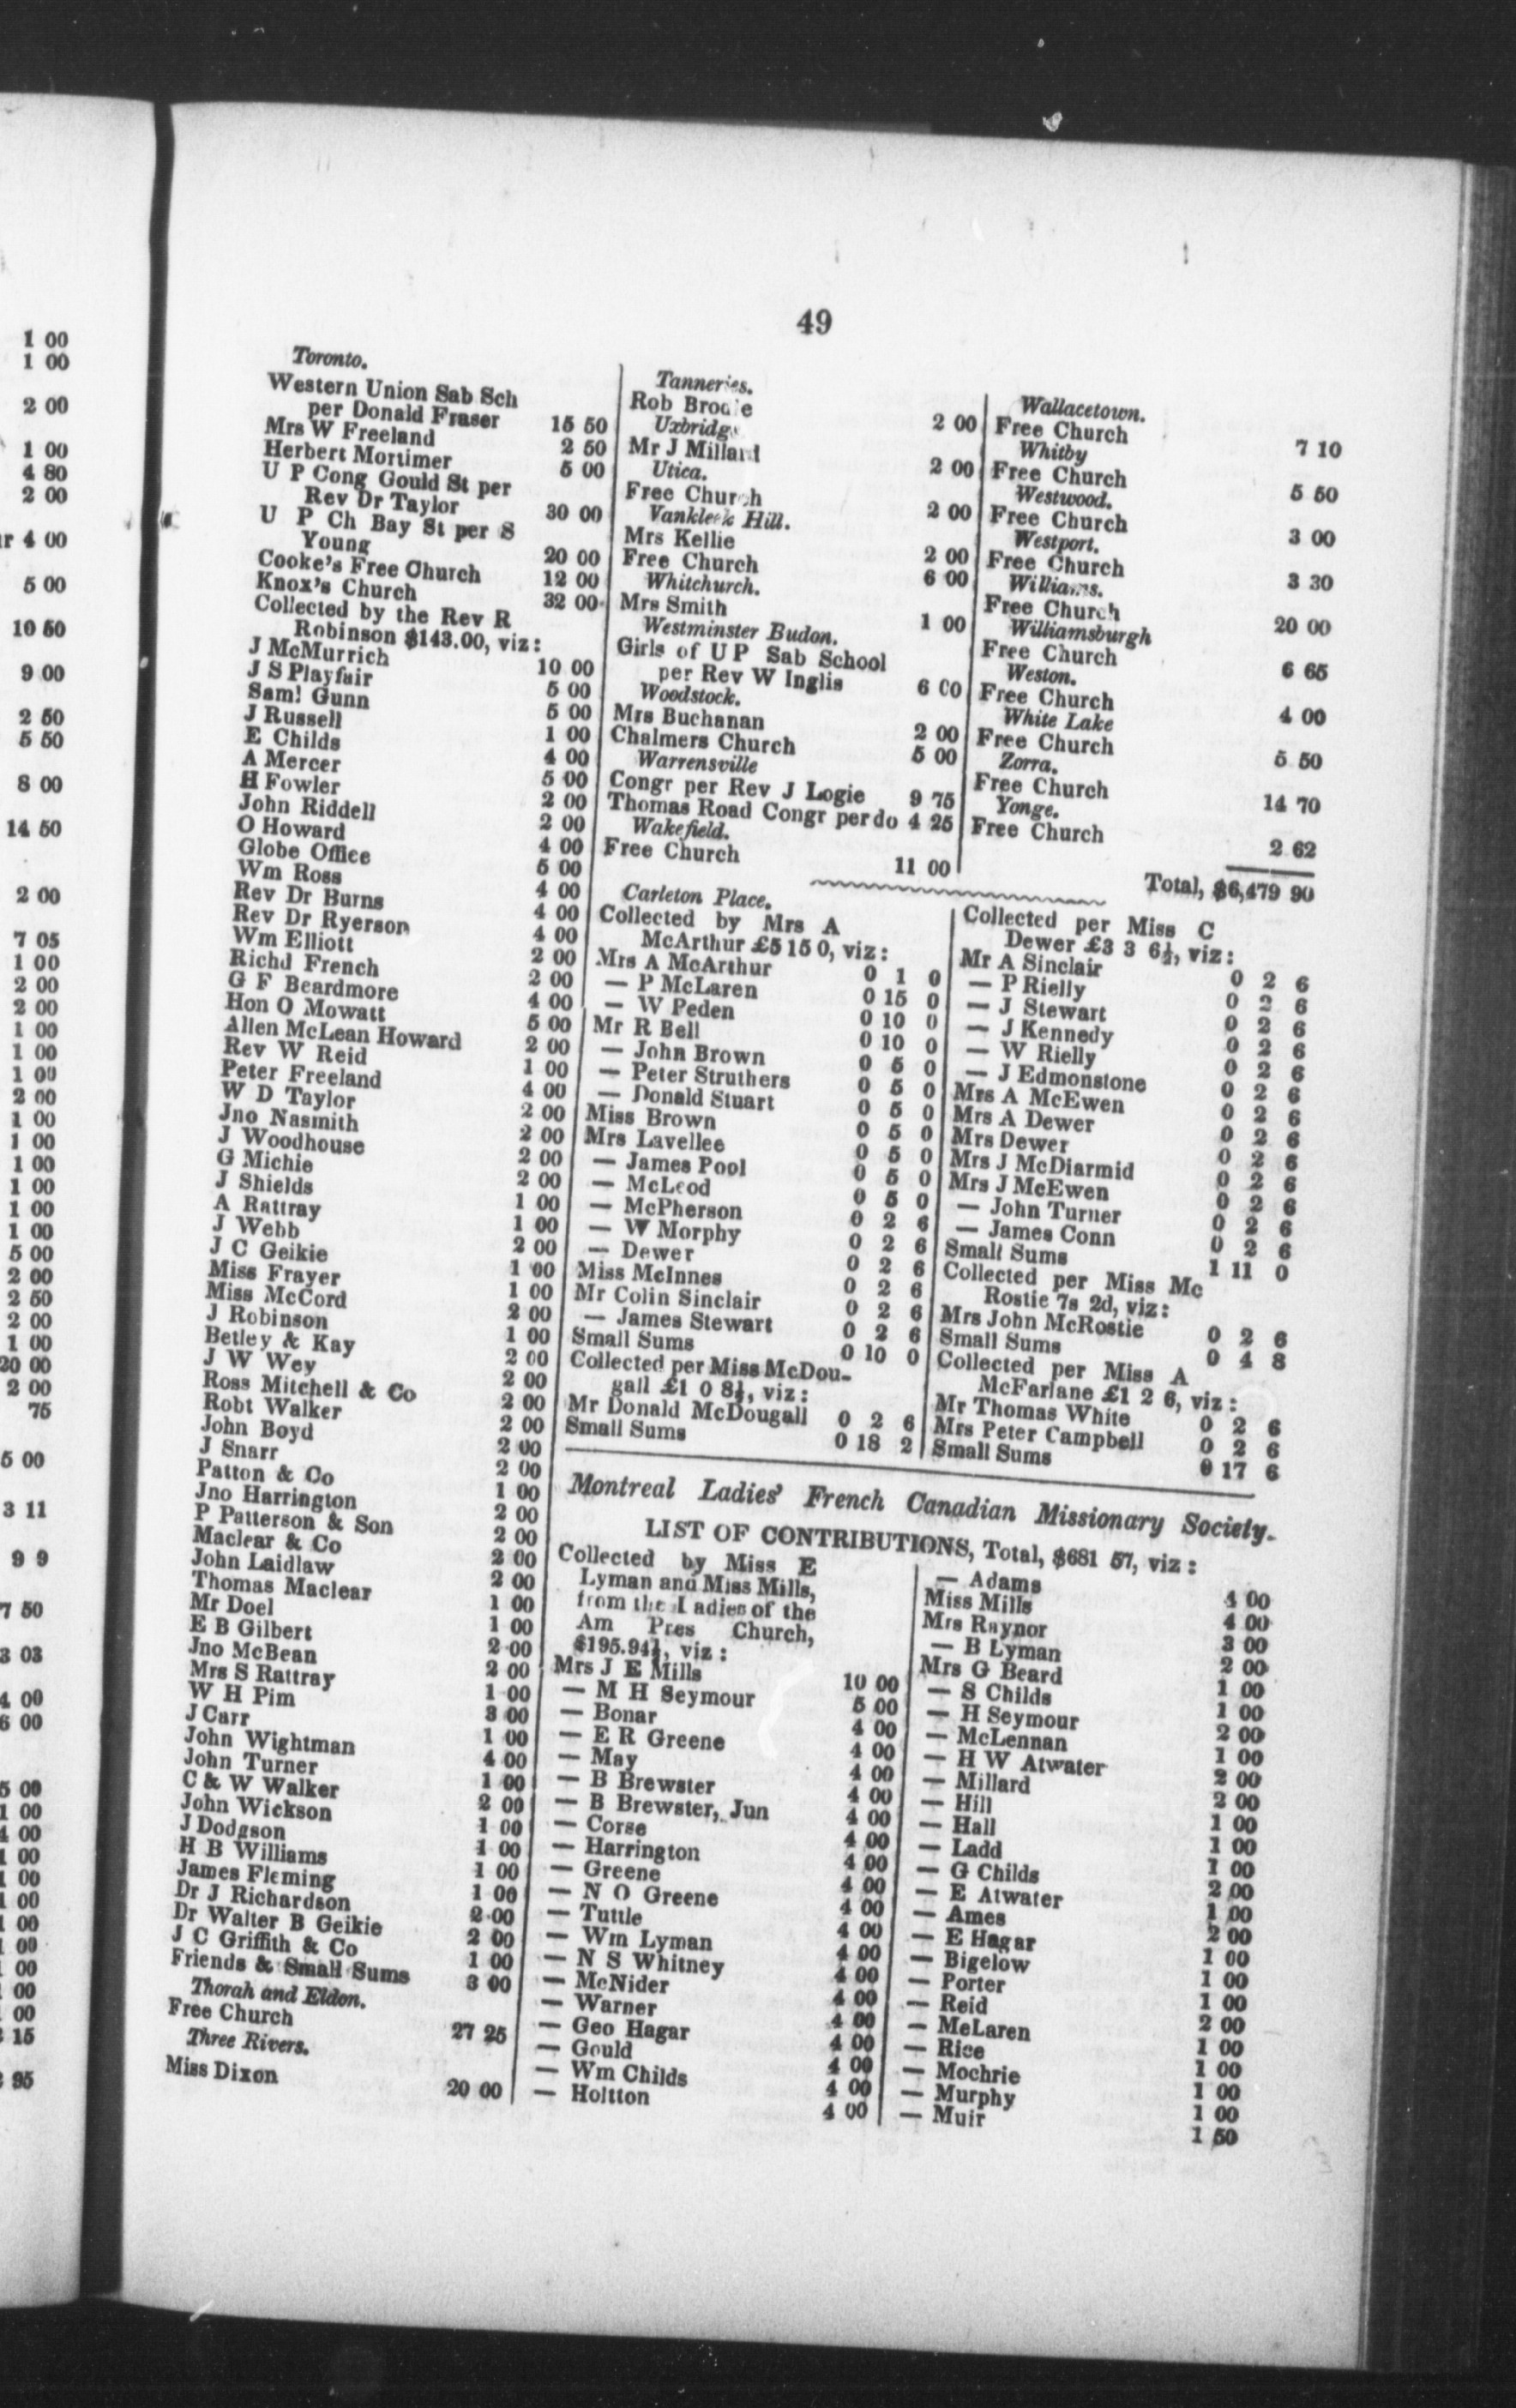 49
Toronto.
Western Union Sab Sch
per Donald Fraser 15 50
Mrs W Freeland 2 50
Herbert Mortimer 5 00
U P Cong Gould St per
Rev Dr Taylor 30 00
U P Ch Bay St per S
Young 20 00
Cooke's Free Church 12 00
Knox's Church 32 00
Collected by the Rev R
Robinson $143.00, viz:
J McMurrich 10 00
J S Playfair 5 00
Saml Gunn 5 00
J Russell 1 00
E Childs 4 00
A Mercer 5 00
H Fowler 2 00
John Riddell 2 00
O Howard 4 00
Globe Office 5 00
Wm Ross 4 00
Rev Dr Burns 4 00
Rev Dr Ryerson 4 00
Wm Elliott 2 00
Richd French 2 00
G F Beardmore 4 00
Hon O Mowatt 5 00
Allen McLean Howard 2 00
Rev W Reid 1 00
Peter Freeland 4 00
W D Taylor 2 00
Jno Nasmith 2 00
J Woodhouse 2 00
G Michie 2 00
J Shields 1 00
A Rattray 1 00
J Webb 2 00
J C Geikie 1 00
Miss Frayer 1 00
Miss McCord 2 00
J Robinson 1 00
Betley & Kay 2 00
J W Wey 2 00
Ross Mitchell & Co 2 00
Robt Walker 2 00
John Boyd 2 00
J Snarr 2 00
Patton & Co 1 00
Jno Harrington 2 00
P Patterson & Son 2 00
Maclear & Co 2 00
John Laidlaw 2 00
Thomas Maclear 1 00
Mr Doel 1 00
E B Gilbert 2 00
Jno McBean 2 00
Mrs S Rattray 1 00
W H Pim 3 00
J Carr 1 00
John Wightman 4 00
John Turner 1 00
C & W Walker 2 00
John Wickson 1 00
J Dodgson 1 00
H B Williams 1 00
James Fleming 1 00
Dr J Richardson 2 00
Dr Walter B Geikie 2 00
J C Griffith & Co 1 00
Friends & Small Sums 3 00
Thorah and Eldon.
Free Church 27 25
Three Rivers.
Miss Dixon 20 00
Tanneries.
Rob Brodie 2 00
Uxbridge
Mr J Millard 2 00
Utica.
Free Church 2 00
Vankleek Hill.
Mrs Kellie 2 00
Free Church 6 00
Whitchurch.
Mrs Smith 1 00
Westminster Budon.
Girls of U P Sab School
per Rev W Inglis 6 00
Woodstock.
Mrs Buchanan 2 00
Chalmers Church 5 00
Warrensville
Congr per Rev J Logie 9 75
Thomas Road Congr per do 4 25
Wakefield.
Free Church 11 00
Wallacetown.
Free Church 7 10
Whitby
Free Church 5 50
Westwood.
Free Church 3 00
Westport.
Free Church 3 30
Williams.
Free Church 20 00
Williamsburgh
Free Church 6 65
Weston.
Free Church 4 00
White Lake
Free Church 5 50
Zorra.
Free Church 14 70
Yonge.
Free Church 2 62
Total, $6,479 90
Carleton Place.
Collected by Mrs A
McArthur £5 15 0, viz:
Mrs A McArthur 0 1 0
— P McLaren 0 15 0
— W Peden 0 10 0
Mr R Bell 0 10 0
— John Brown 0 5 0
— Peter Struthers 0 5 0
— Donald Stuart 0 5 0
Miss Brown 0 5 0
Mrs Lavellee 0 5 0
— James Pool 0 5 0
— McLeod 0 5 0
— McPherson 0 2 6
— W Morphy 0 2 6
— Dewer 0 2 6
Miss McInnes 0 2 6
Mr Colin Sinclair 0 2 6
— James Stewart 0 2 6
Small Sums 0 10 0
Collected per Miss McDou-
gall £1 0 8½, viz:
Mr Donald McDougall 0 2 6
Small Sums 0 18 2
Collected per Miss C
Dewer £3 3 6½, viz:
Mr A Sinclair 0 2 6
— P Rielly 0 2 6
— J Stewart 0 2 6
— J Kennedy 0 2 6
— W Rielly 0 2 6
— J Edmonstone 0 2 6
Mrs A McEwen 0 2 6
Mrs A Dewer 0 2 6
Mrs Dewer 0 2 6
Mrs J McDiarmid 0 2 6
Mrs J McEwen 0 2 6
— John Turner 0 2 6
— James Conn 0 2 6
Small Sums 1 11 0
Collected per Miss Mc
Rostie 7s 2d, viz:
Mrs John McRostie 0 2 6
Small Sums 0 4 8
Collected per Miss A
McFarlane £1 2 6, viz:
Mr Thomas White 0 2 6
Mrs Peter Campbell 0 2 6
Small Sums 0 17 6
Montreal Ladies' French Canadian Missionary Society.
LIST OF CONTRIBUTIONS, Total, $681 57, viz:
Collected by Miss E
Lyman and Miss Mills,
from the Ladies of the
Am Pres Church,
$195.94½, viz:
Mrs J E Mills 10 00
— M H Seymour 5 00
— Bonar 4 00
— E R Greene 4 00
— May 4 00
— B Brewster 4 00
— B Brewster, Jun 4 00
— Corse 4 00
— Harrington 4 00
— Greene 4 00
— N O Greene 4 00
— Tuttle 4 00
— Wm Lyman 4 00
— N S Whitney 4 00
— McNider 4 00
— Warner 4 00
— Geo Hagar 4 00
— Gould 4 00
— Wm Childs 4 00
— Holtton 4 00
— Adams 4 00
Miss Mills 4 00
Mrs Raynor 3 00
— B Lyman 2 00
Mrs G Beard 1 00
— S Childs 1 00
— H Seymour 2 00
— McLennan 1 00
— H W Atwater 2 00
— Millard 2 00
— Hill 1 00
— Hall 1 00
— Ladd 1 00
— G Childs 2 00
— E Atwater 1 00
— Ames 2 00
— E Hagar 1 00
— Bigelow 1 00
— Porter 1 00
— Reid 2 00
— McLaren 1 00
— Rice 1 00
— Mochrie 1 00
— Murphy 1 00
— Muir 1 50